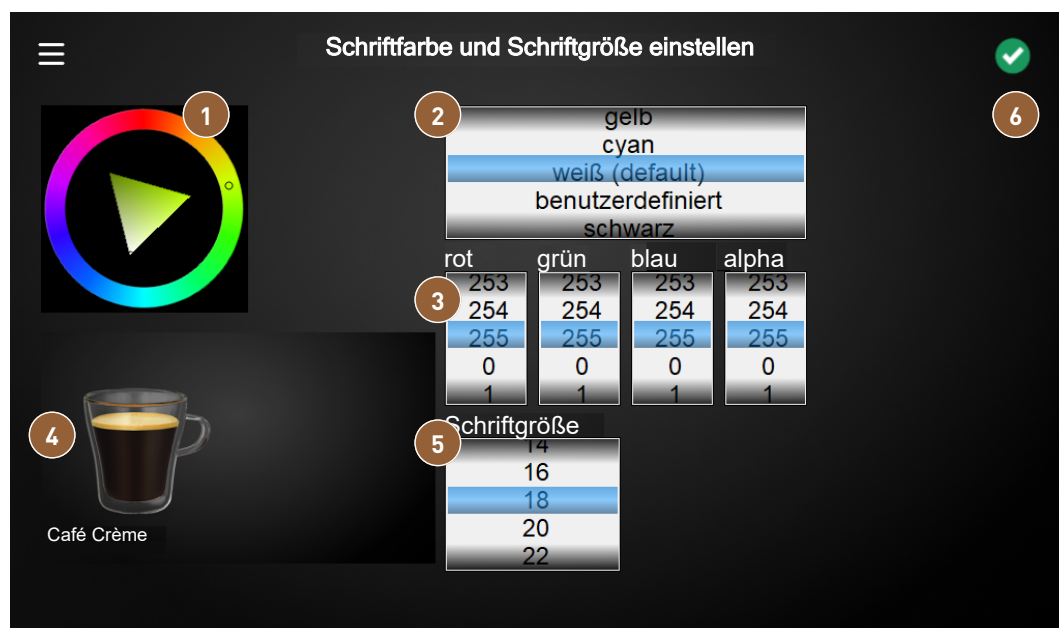 Schriftfarbe und Schriftgröße einstellen
1
2
6
gelb
cyan
weiß (default)
benutzerdefiniert
schwarz
rot grün blau alpha
3
253 253 253 253
254 254 254 254
255 255 255 255
0 0 0 0
1 1 1 1
4
5
Schriftgröße
14
16
18
20
22
Café Crème